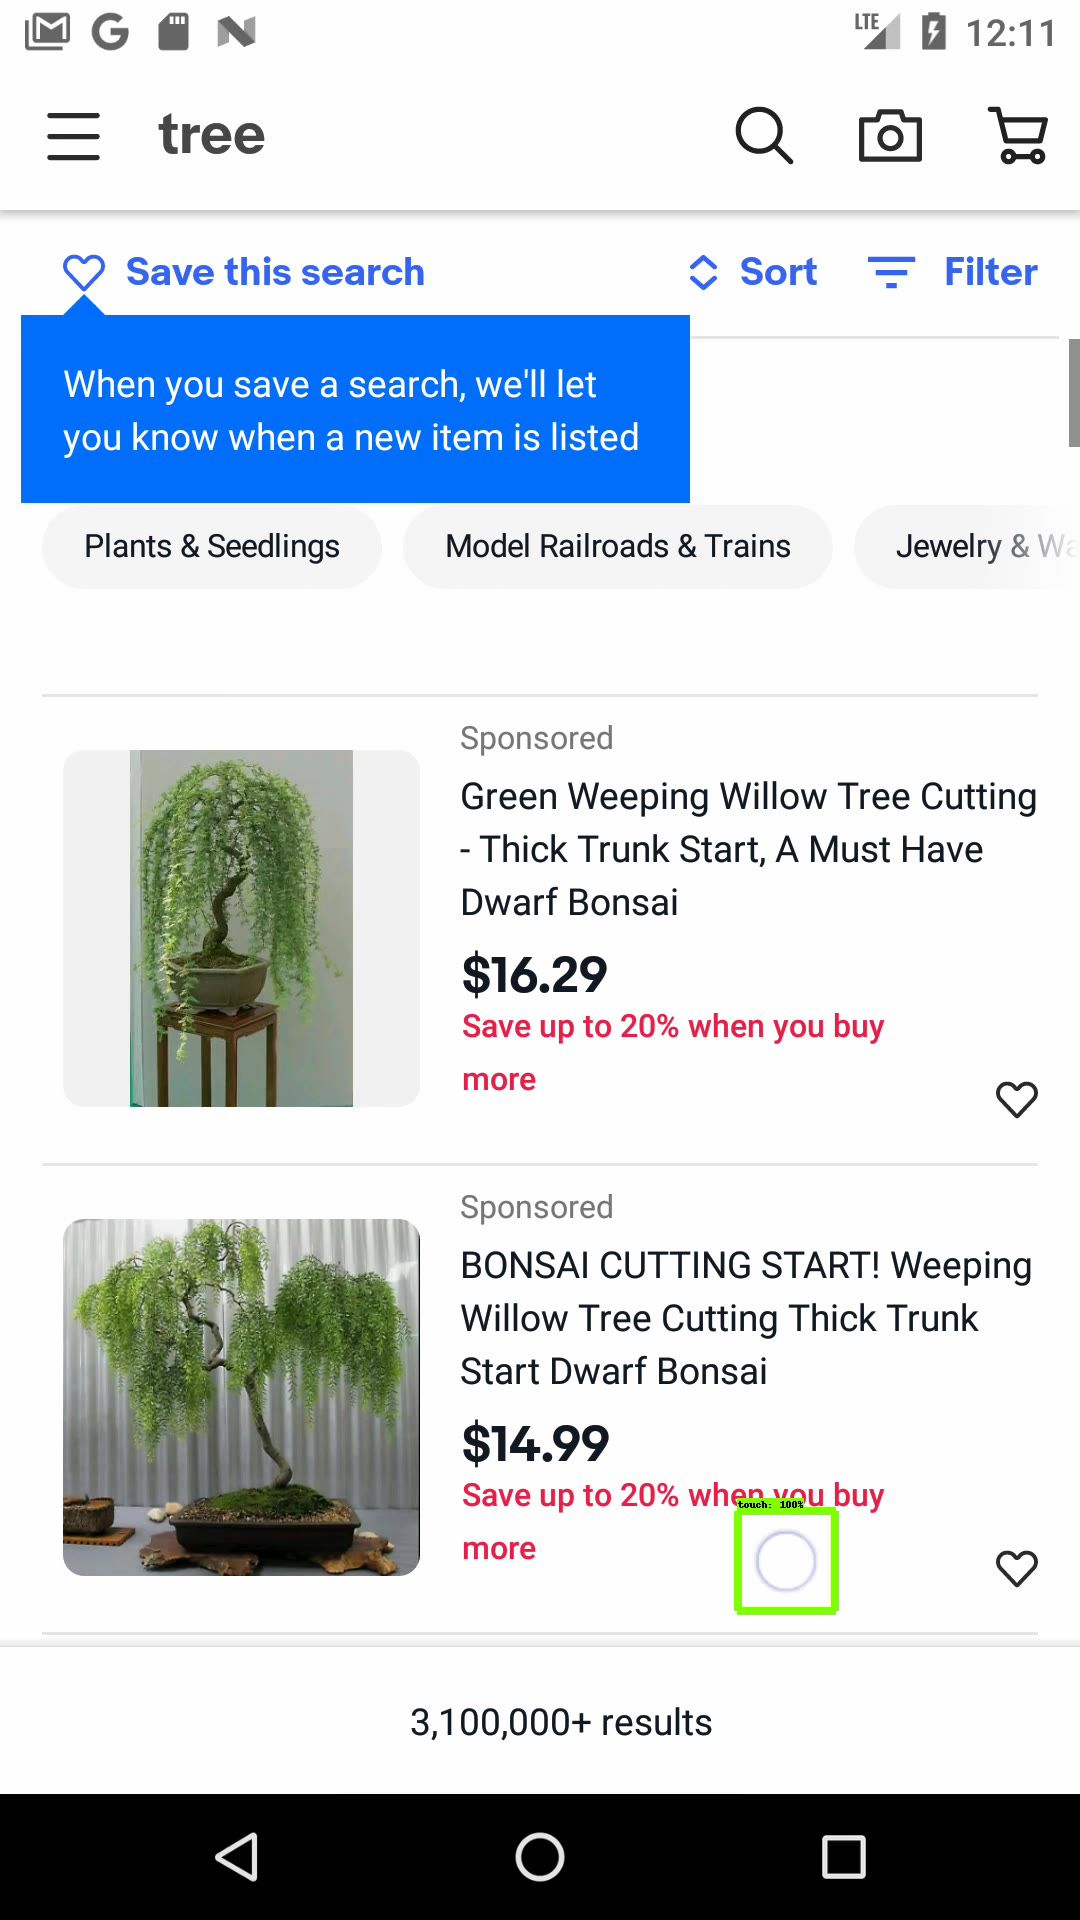 LTE 12:11
tree
Save this search
Sort
Filter
When you save a search, we'll let
you know when a new item is listed
Plants & Seedlings
Model Railroads & Trains
Jewelry & Wa
Sponsored
Green Weeping Willow Tree Cutting
- Thick Trunk Start, A Must Have
Dwarf Bonsai
$16.29
Save up to 20% when you buy
more
Sponsored
BONSAI CUTTING START! Weeping
Willow Tree Cutting Thick Trunk
Start Dwarf Bonsai
$14.99
Save up to 20% when you buy
touch: 100%
more
3,100,000+ results